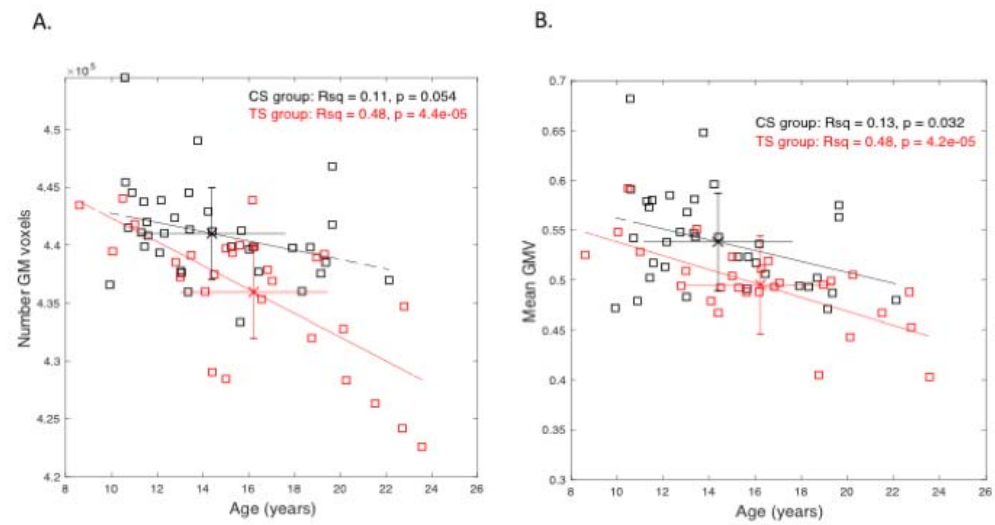 A.
B.
×10⁵
CS group: Rsq = 0.11, p = 0.054
TS group: Rsq = 0.48, p = 4.4e-05
4.5
4.45
4.4
4.35
4.3
4.25
4.2
Number GM voxels
8 10 12 14 16 18 20 22 24 26
Age (years)
0.7
CS group: Rsq = 0.13, p = 0.032
TS group: Rsq = 0.48, p = 4.2e-05
0.65
0.6
0.55
0.5
0.45
0.4
0.35
0.3
Mean GMV
8 10 12 14 16 18 20 22 24 26
Age (years)